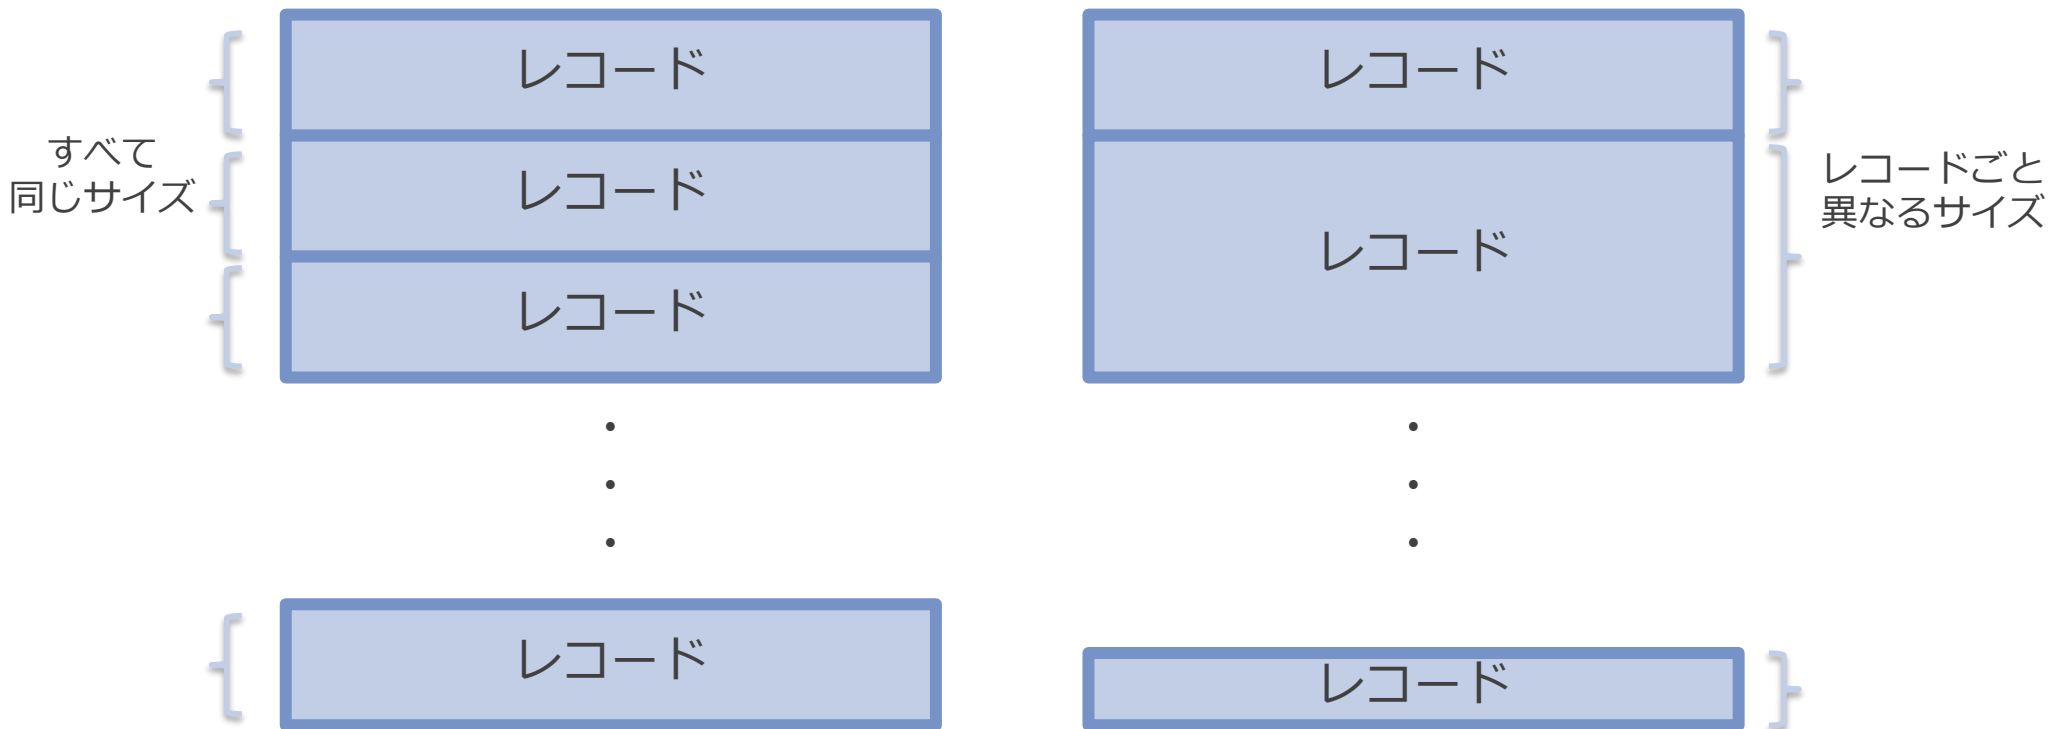 すべて
同じサイズ
レコード
レコード
レコード
・
・
・
レコード
レコード
レコード
・
・
・
レコード
レコードごと
異なるサイズ